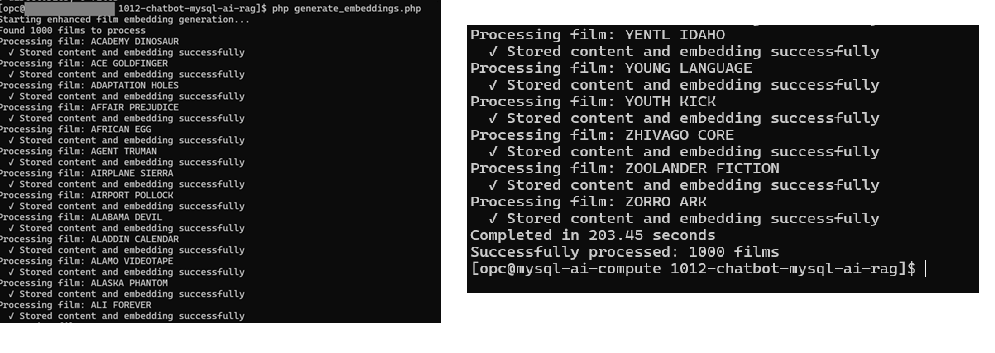 [opc@ 1012-chatbot-mysql-ai-rag]$ php generate_embeddings.php
Starting enhanced film embedding generation...
Found 1000 films to process
Processing film: ACADEMY DINOSAUR
✓ Stored content and embedding successfully
Processing film: ACE GOLDFINGER
✓ Stored content and embedding successfully
Processing film: ADAPTATION HOLES
✓ Stored content and embedding successfully
Processing film: AFFAIR PREJUDICE
✓ Stored content and embedding successfully
Processing film: AFRICAN EGG
✓ Stored content and embedding successfully
Processing film: AGENT TRUMAN
✓ Stored content and embedding successfully
Processing film: AIRPLANE SIERRA
✓ Stored content and embedding successfully
Processing film: AIRPORT POLLOCK
✓ Stored content and embedding successfully
Processing film: ALABAMA DEVIL
✓ Stored content and embedding successfully
Processing film: ALADDIN CALENDAR
✓ Stored content and embedding successfully
Processing film: ALAMO VIDEOTAPE
✓ Stored content and embedding successfully
Processing film: ALASKA PHANTOM
✓ Stored content and embedding successfully
Processing film: ALI FOREVER
✓ Stored content and embedding successfully
Processing film: YENTL IDAHO
✓ Stored content and embedding successfully
Processing film: YOUNG LANGUAGE
✓ Stored content and embedding successfully
Processing film: YOUTH KICK
✓ Stored content and embedding successfully
Processing film: ZHIVAGO CORE
✓ Stored content and embedding successfully
Processing film: ZOOLANDER FICTION
✓ Stored content and embedding successfully
Processing film: ZORRO ARK
✓ Stored content and embedding successfully
Completed in 203.45 seconds
Successfully processed: 1000 films
[opc@mysql-ai-compute 1012-chatbot-mysql-ai-rag]$